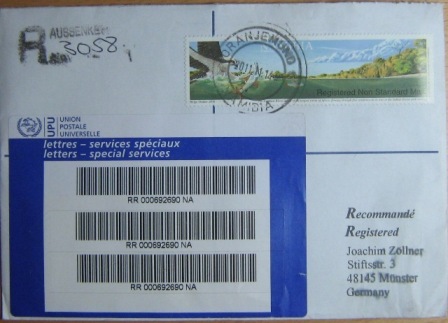 AUSSENKEHR
R
No. 3058
ORANJEMUND
NAMIBIA
Registered Non Standard Mail
UPU
UNION
POSTALE
UNIVERSELLE
lettres – services spéciaux
letters – special services
RR 000692690 NA
RR 000692690 NA
RR 000692690 NA
Recommandé
Registered
Joachim Zöllner
Stiftsstr. 3
48145 Münster
Germany